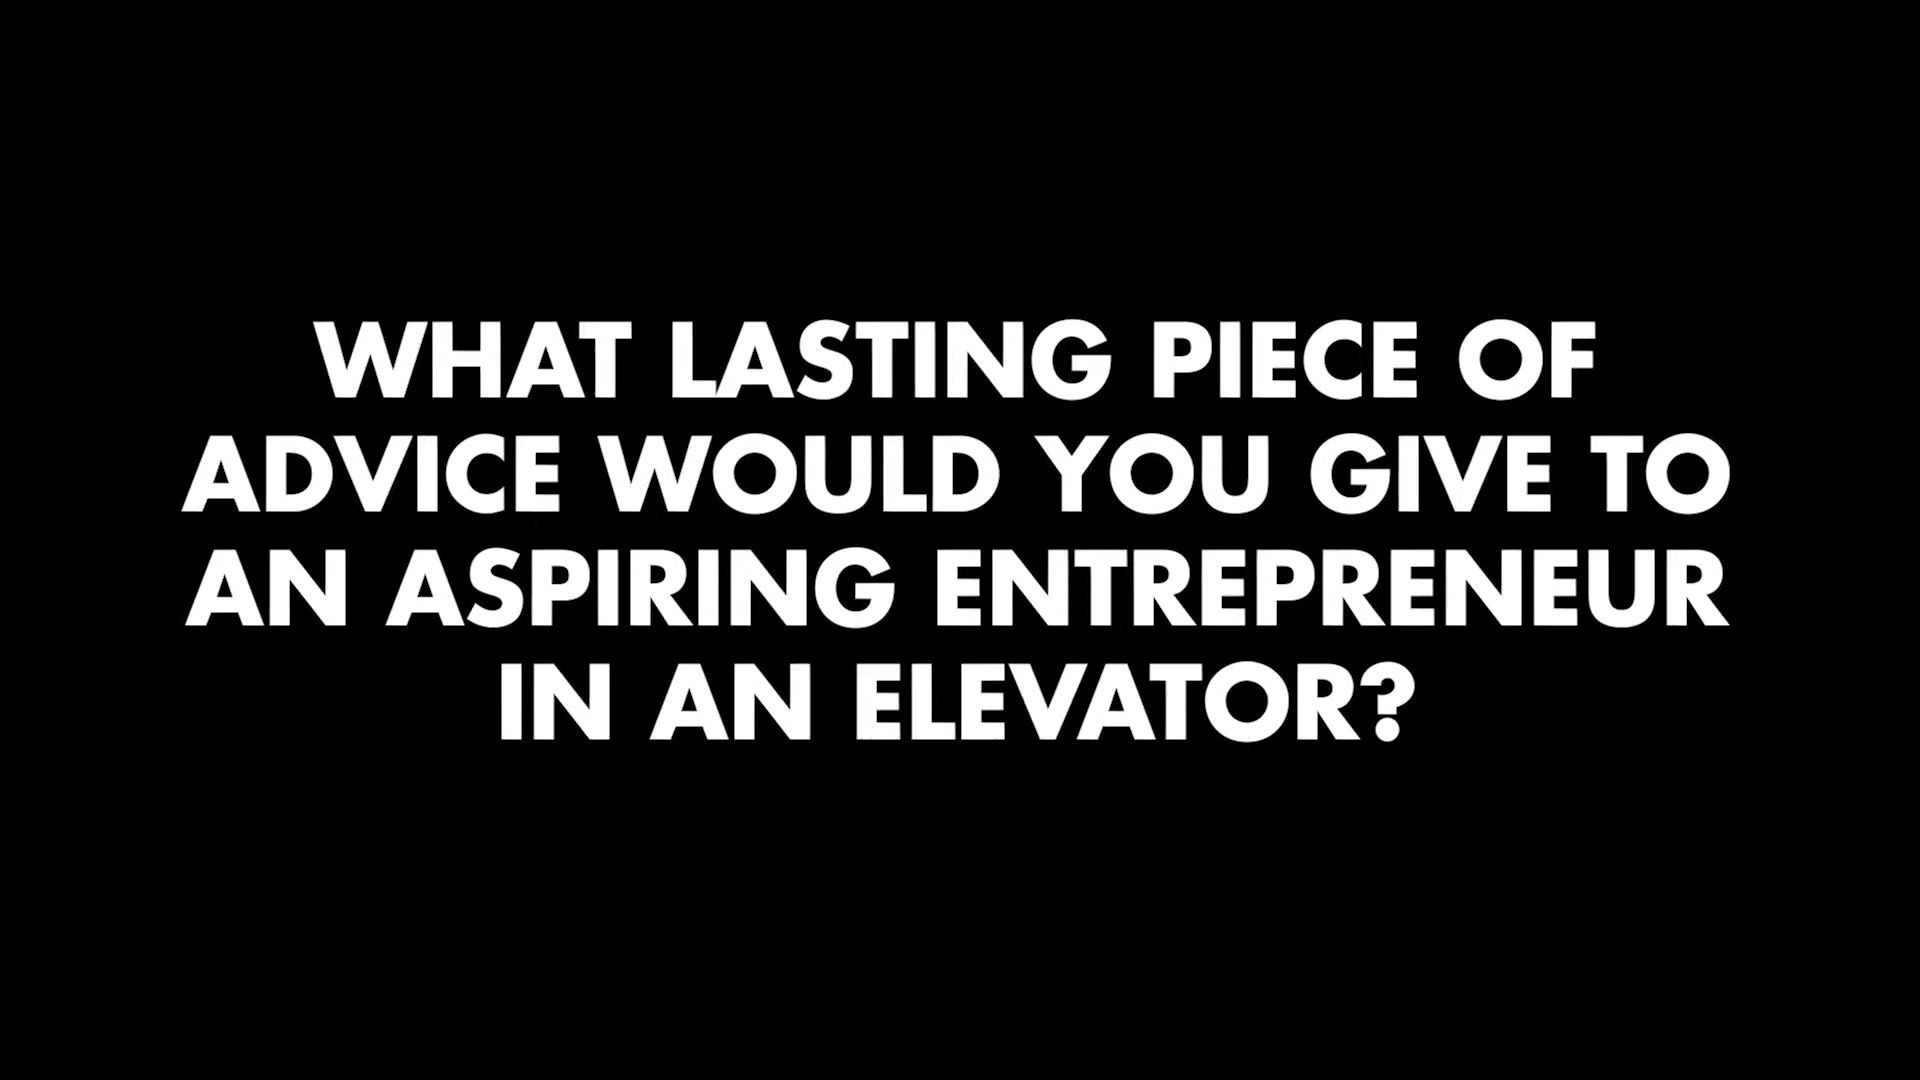 WHAT LASTING PIECE OF
ADVICE WOULD YOU GIVE TO
AN ASPIRING ENTREPRENEUR
IN AN ELEVATOR?